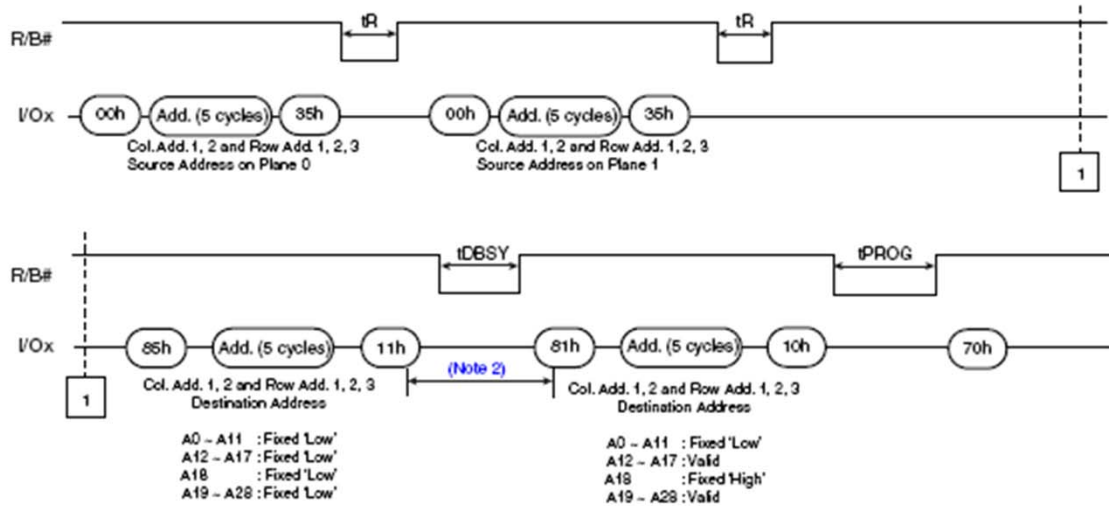 tR tR
R/B#
I/Ox 00h Add. (5 cycles) 35h 00h Add. (5 cycles) 35h
Col. Add. 1, 2 and Row Add. 1, 2, 3 Col. Add. 1, 2 and Row Add. 1, 2, 3
Source Address on Plane 0 Source Address on Plane 1
1
tDBSY tPROG
R/B#
I/Ox 85h Add. (5 cycles) 11h 81h Add. (5 cycles) 10h 70h
(Note 2)
1
Col. Add. 1, 2 and Row Add. 1, 2, 3 Col. Add. 1, 2 and Row Add. 1, 2, 3
Destination Address Destination Address
A0 ~ A11 : Fixed 'Low' A0 ~ A11 : Fixed 'Low'
A12 ~ A17 : Fixed 'Low' A12 ~ A17 : Valid
A18 : Fixed 'Low' A18 : Fixed 'High'
A19 ~ A28 : Fixed 'Low' A19 ~ A28 : Valid